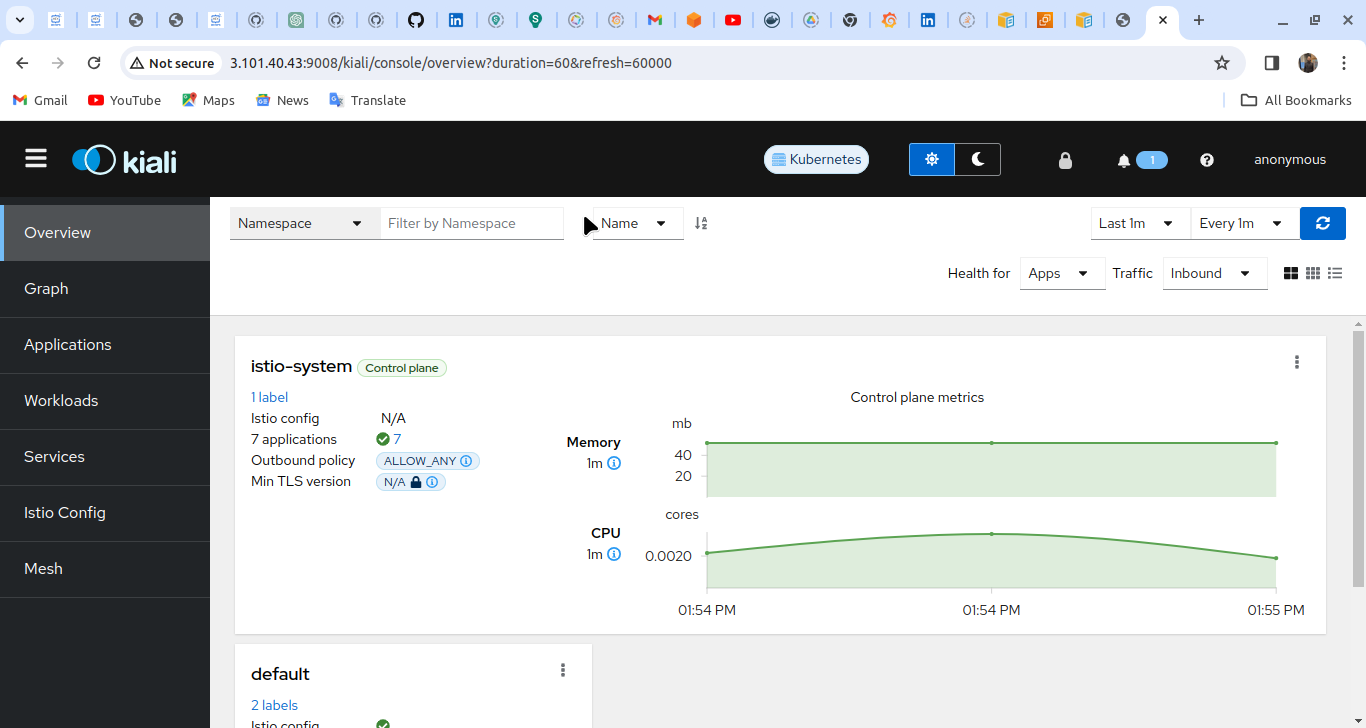 Not secure 3.101.40.43:9008/kiali/console/overview?duration=60&refresh=60000
Gmail YouTube Maps News Translate All Bookmarks
kiali Kubernetes 1 anonymous
Overview
Graph
Applications
Workloads
Services
Istio Config
Mesh
Namespace Filter by Namespace Name Last 1m Every 1m
Health for Apps Traffic Inbound
istio-system Control plane
1 label
Istio config N/A
7 applications 7
Outbound policy ALLOW_ANY
Min TLS version N/A
Control plane metrics
mb
Memory
1m
40
20
cores
CPU
1m
0.0020
01:54 PM 01:54 PM 01:55 PM
default
2 labels
Istio config